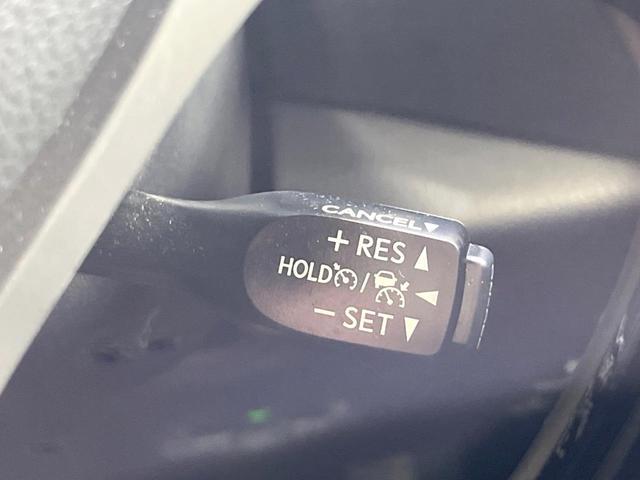 CANCEL▼
+ RES ▲
HOLD / ◀
− SET ▼